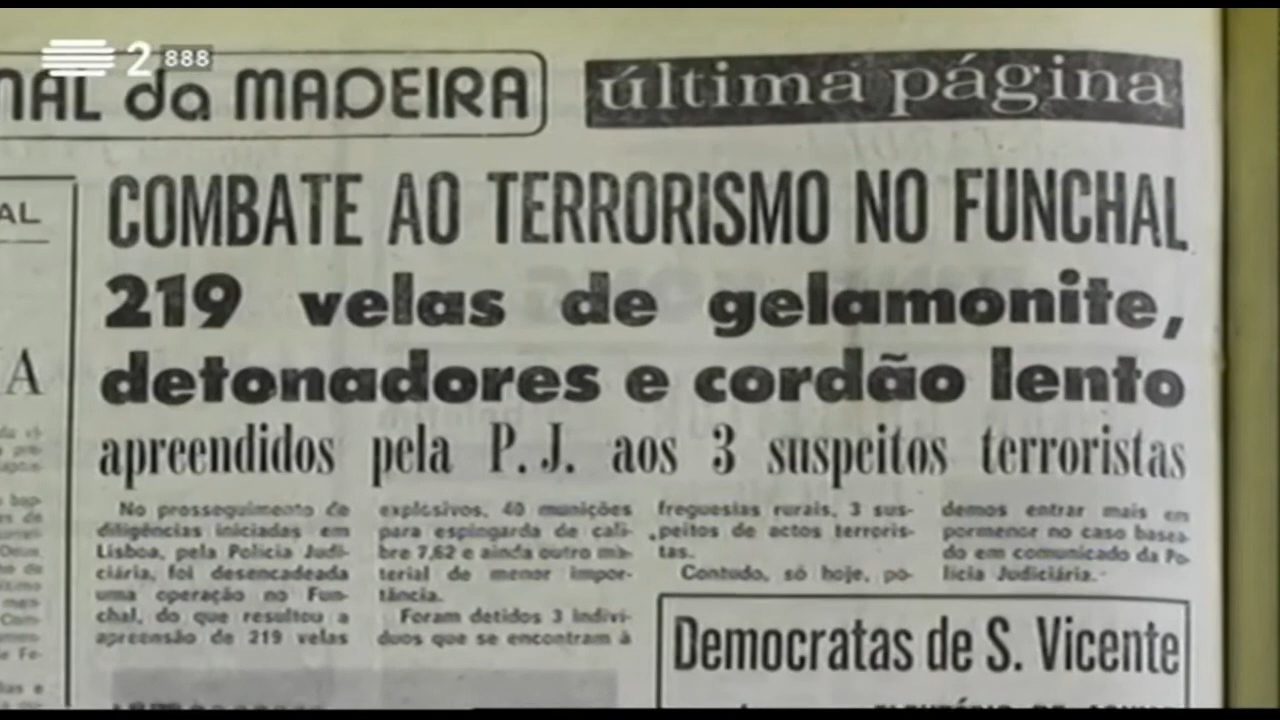 2 888
NAL da MADEIRA
última página
AL
COMBATE AO TERRORISMO NO FUNCHAL
219 velas de gelamonite,
detonadores e cordão lento
apreendidos pela P. J. aos 3 suspeitos terroristas
A
No prosseguimento de
diligências iniciadas em
Lisboa, pela Polícia Judi-
ciária, foi desencadeada
uma operação no Fun-
chal, do que resultou a
apreensão de 219 velas
explosivos, 40 munições
para espingarda de cali-
bre 7,62 e ainda outro ma-
terial de menor impor-
tância.
Foram detidos 3 indiví-
duos que se encontram à
freguesias rurais, 3 sus-
peitos de actos terroris-
tas.
Contudo, só hoje, po-
demos entrar mais em
pormenor no caso basea-
do em comunicado da Po-
lícia Judiciária.
Democratas de S. Vicente